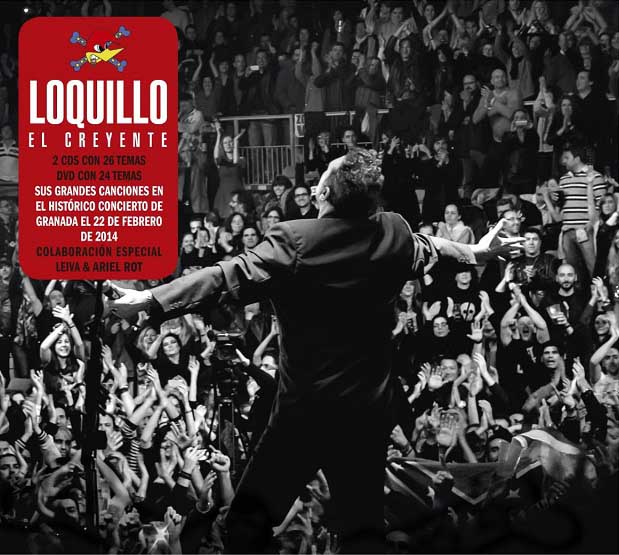 LOQUILLO
EL CREYENTE
2 CDS CON 26 TEMAS
DVD CON 24 TEMAS
SUS GRANDES CANCIONES EN
EL HISTÓRICO CONCIERTO DE
GRANADA EL 22 DE FEBRERO
DE 2014
COLABORACIÓN ESPECIAL
LEIVA & ARIEL ROT